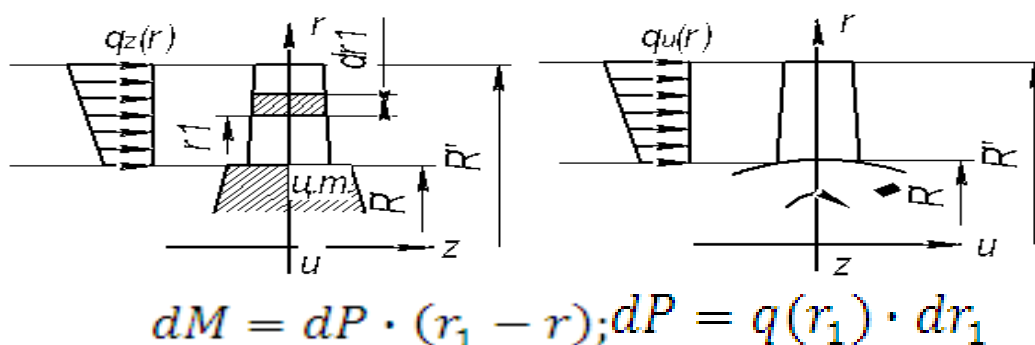 qz(r)
r
dr1
r1
R"
R'
ц.т.
z
u
qu(r)
r
R"
R'
u
z
dM = dP · (r₁ − r); dP = q(r₁) · dr₁